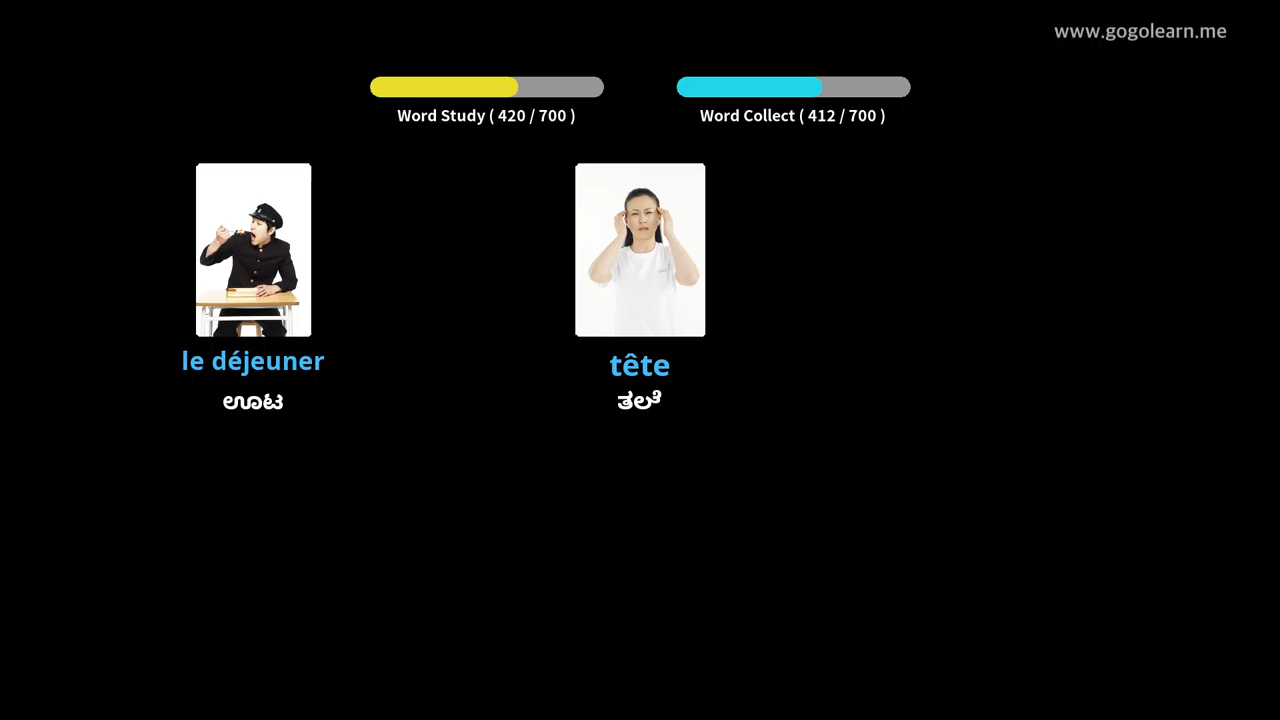 www.gogolearn.me
Word Study ( 420 / 700 )
Word Collect ( 412 / 700 )
le déjeuner
ಊಟ
tête
ತಲೆ